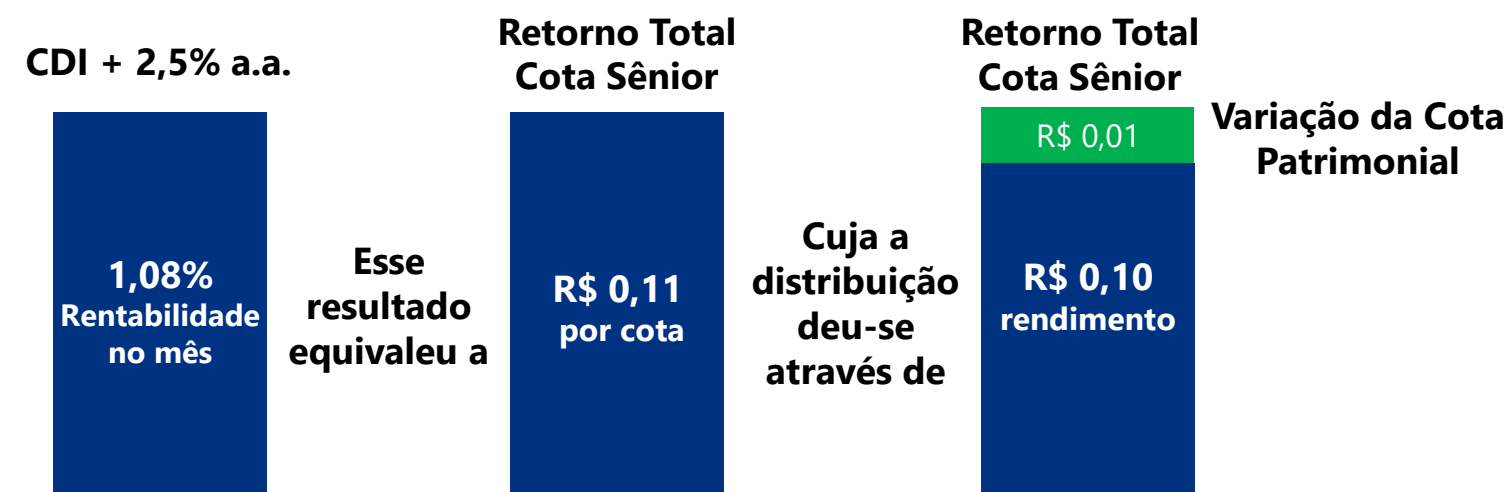 CDI + 2,5% a.a.
1,08%
Rentabilidade
no mês
Esse
resultado
equivaleu a
Retorno Total
Cota Sênior
R$ 0,11
por cota
Cuja a
distribuição
deu-se
através de
Retorno Total
Cota Sênior
R$ 0,01
R$ 0,10
rendimento
Variação da Cota
Patrimonial